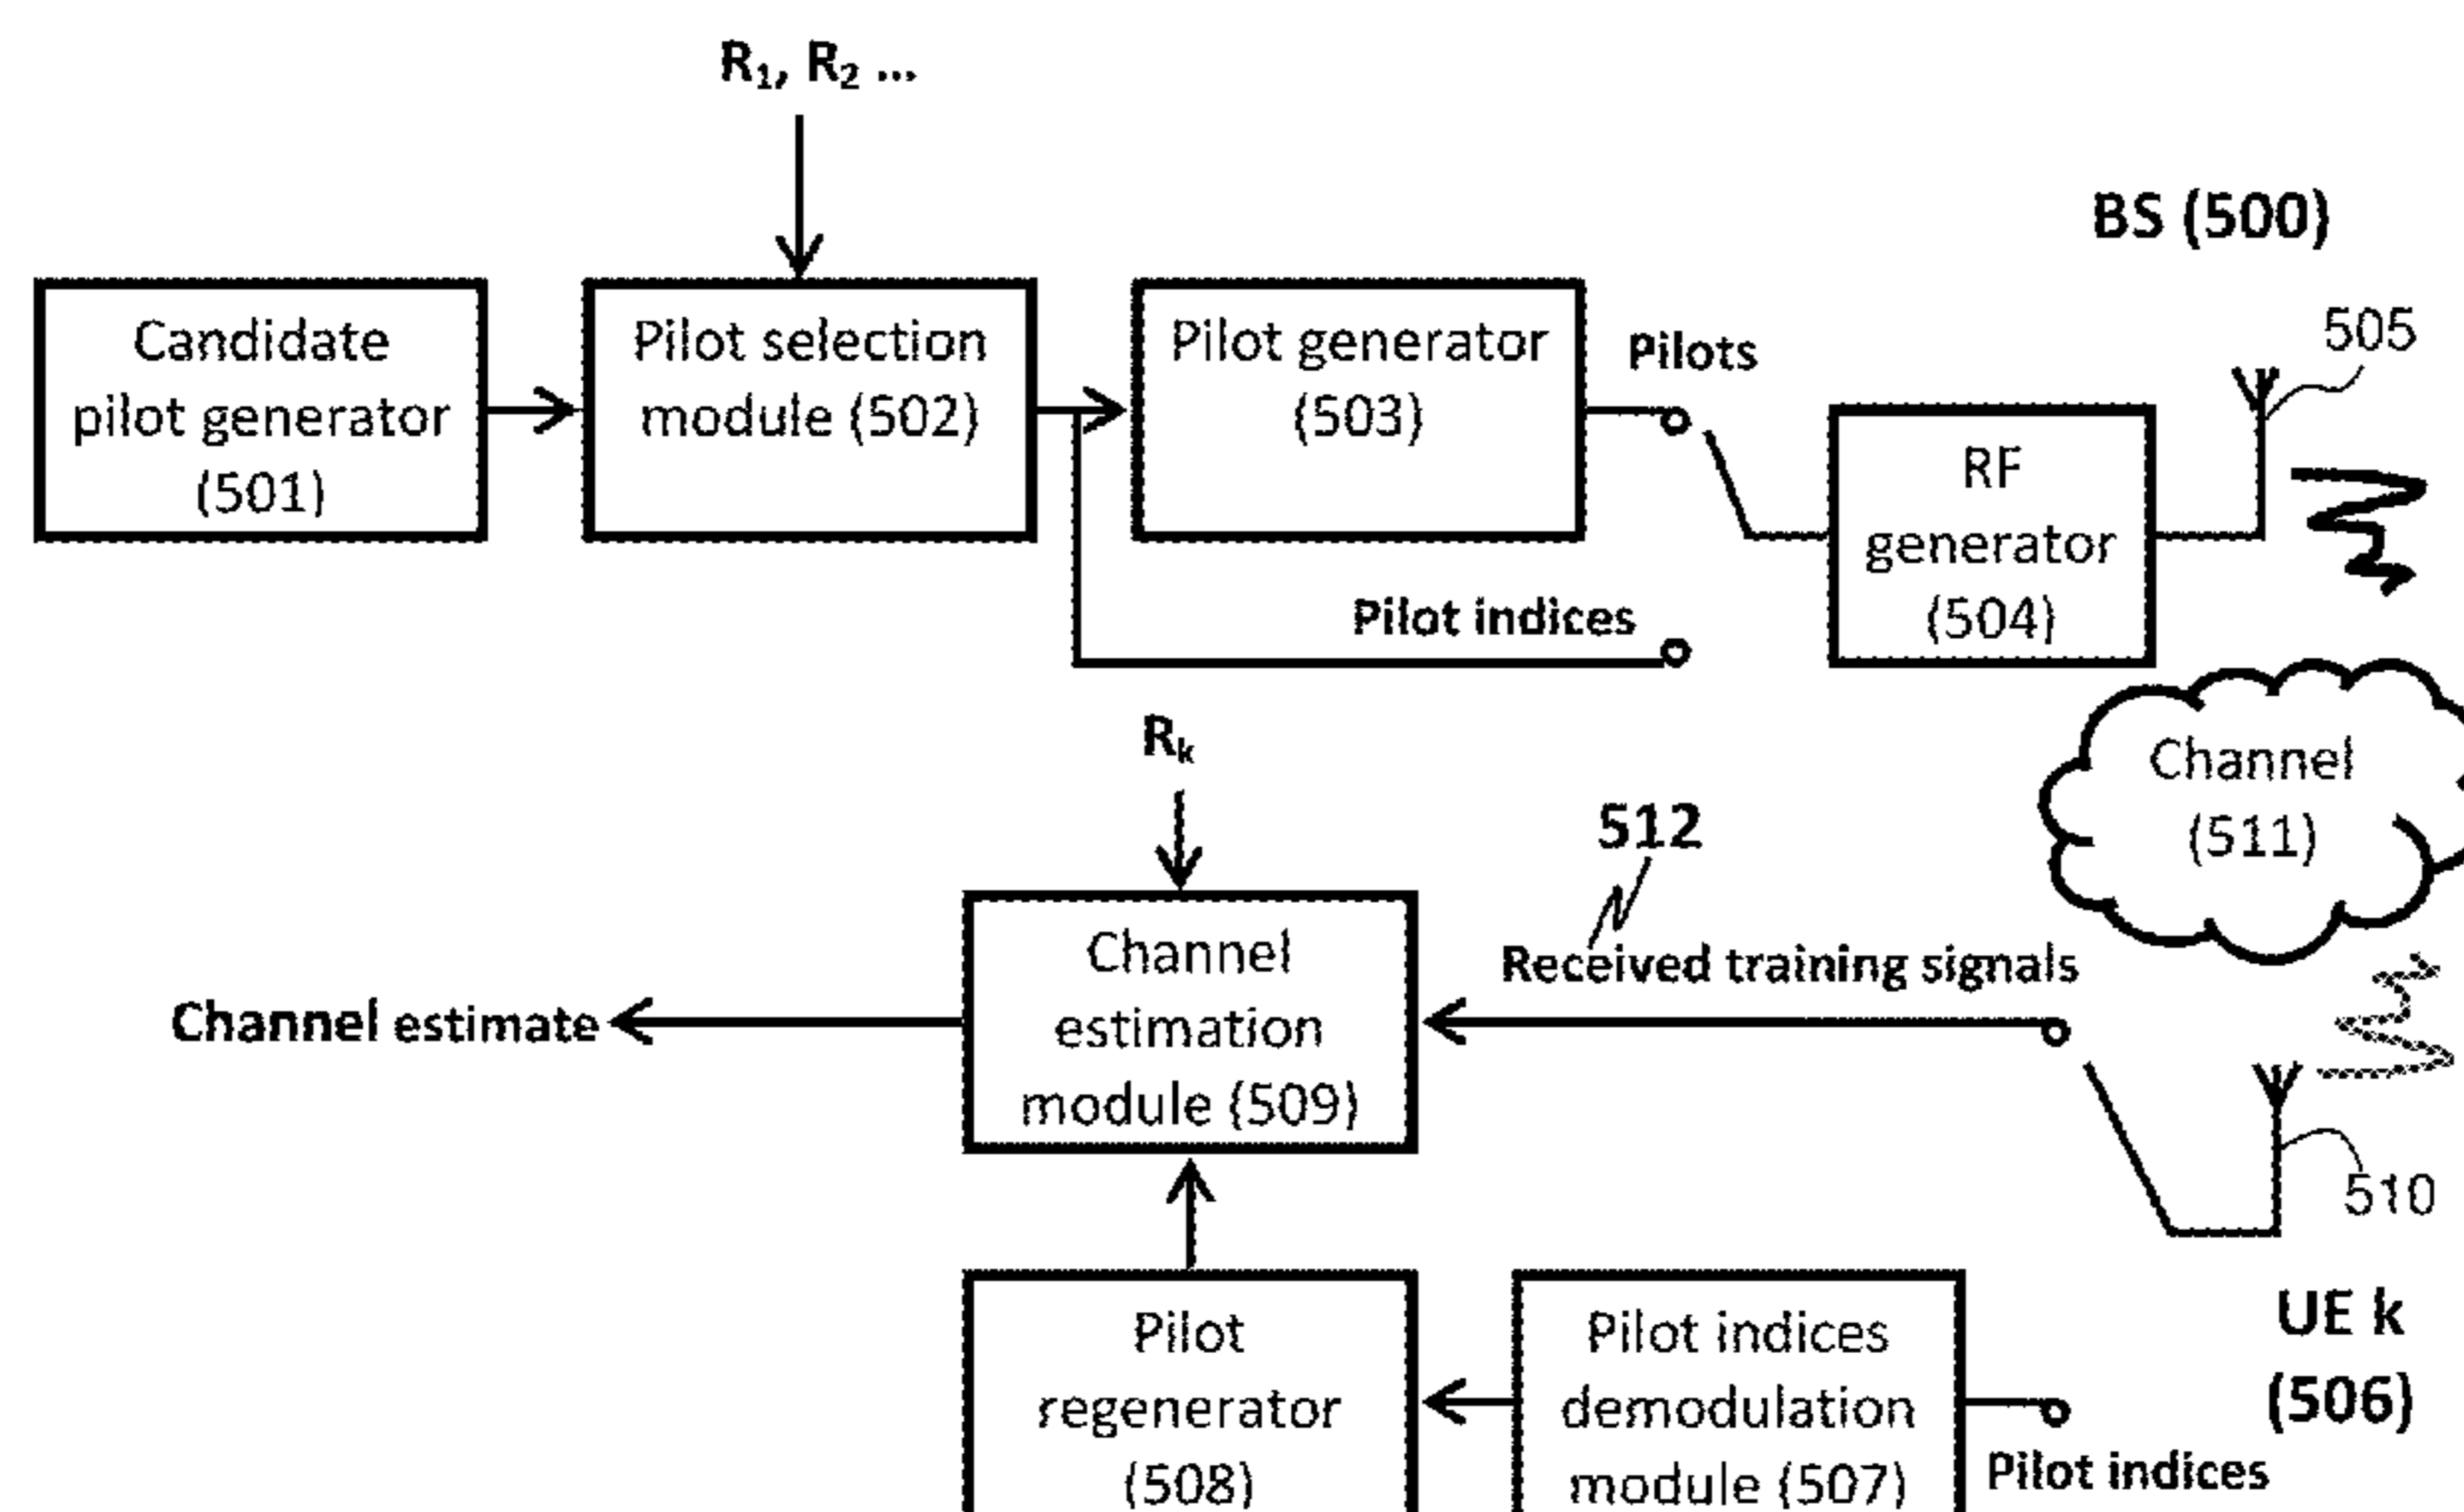 R₁, R₂ ...
BS (500)
Candidate
pilot generator
(501)
Pilot selection
module (502)
Pilot generator
(503)
Pilots
505
RF
generator
(504)
Pilot indices
Channel
(511)
Rₖ
512
Channel
estimation
module (509)
Received training signals
Channel estimate
510
Pilot
regenerator
(508)
Pilot indices
demodulation
module (507)
UE k
(506)
Pilot indices